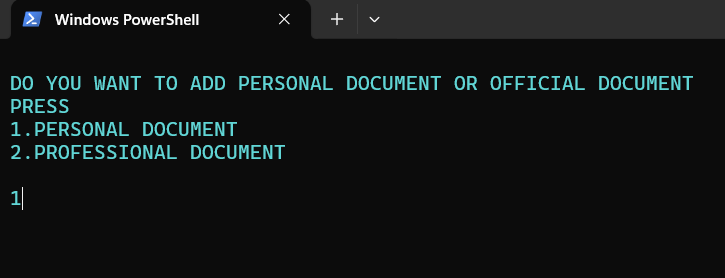 Windows PowerShell
DO YOU WANT TO ADD PERSONAL DOCUMENT OR OFFICIAL DOCUMENT
PRESS
1.PERSONAL DOCUMENT
2.PROFESSIONAL DOCUMENT
1